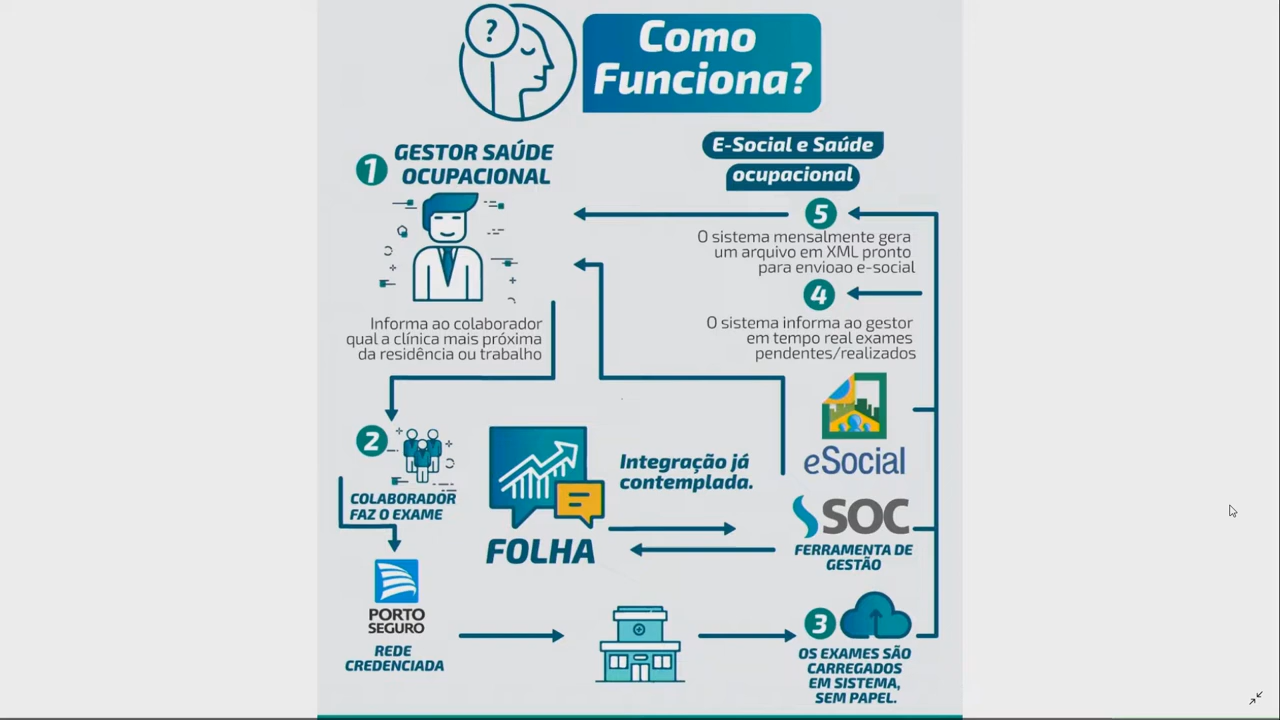 ?
Como
Funciona?
1
GESTOR SAÚDE
OCUPACIONAL
Informa ao colaborador
qual a clínica mais próxima
da residência ou trabalho
E-Social e Saúde
ocupacional
5
O sistema mensalmente gera
um arquivo em XML pronto
para envioao e-social
4
O sistema informa ao gestor
em tempo real exames
pendentes/realizados
eSocial
2
COLABORADOR
FAZ O EXAME
FOLHA
Integração já
contemplada.
SOC
FERRAMENTA DE
GESTÃO
PORTO
SEGURO
REDE
CREDENCIADA
3
OS EXAMES SÃO
CARREGADOS
EM SISTEMA,
SEM PAPEL.